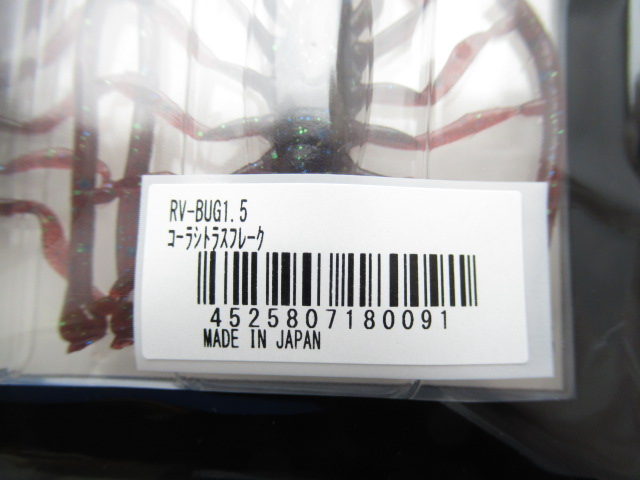 RV-BUG1.5
ｺｰﾗｼﾄﾗｽﾌﾚｰｸ
4525807180091
MADE IN JAPAN